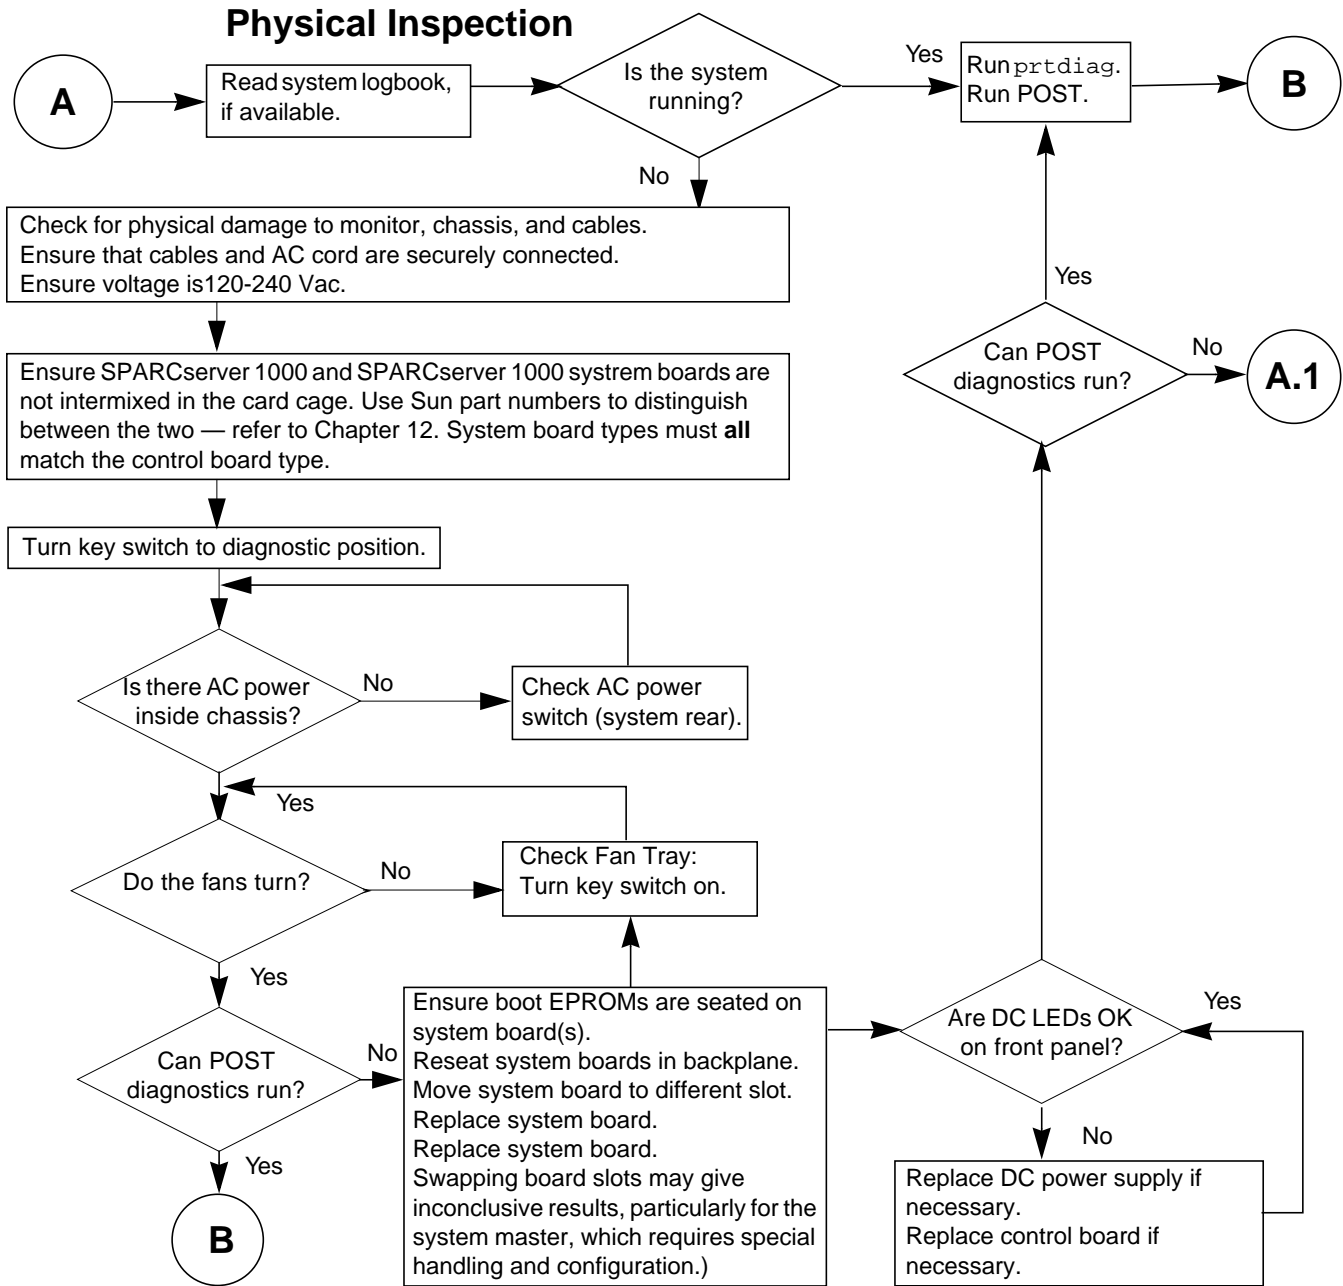 Physical Inspection
A
Read system logbook,
if available.
Is the system
running?
Yes
Run prtdiag.
Run POST.
B
No
Check for physical damage to monitor, chassis, and cables.
Ensure that cables and AC cord are securely connected.
Ensure voltage is120-240 Vac.
Ensure SPARCserver 1000 and SPARCserver 1000 systrem boards are
not intermixed in the card cage. Use Sun part numbers to distinguish
between the two — refer to Chapter 12. System board types must all
match the control board type.
Turn key switch to diagnostic position.
Is there AC power
inside chassis?
No
Check AC power
switch (system rear).
Yes
Do the fans turn?
No
Check Fan Tray:
Turn key switch on.
Yes
Can POST
diagnostics run?
No
Yes
B
Ensure boot EPROMs are seated on
system board(s).
Reseat system boards in backplane.
Move system board to different slot.
Replace system board.
Replace system board.
Swapping board slots may give
inconclusive results, particularly for the
system master, which requires special
handling and configuration.)
Are DC LEDs OK
on front panel?
Yes
No
Replace DC power supply if
necessary.
Replace control board if
necessary.
Can POST
diagnostics run?
Yes
No
A.1